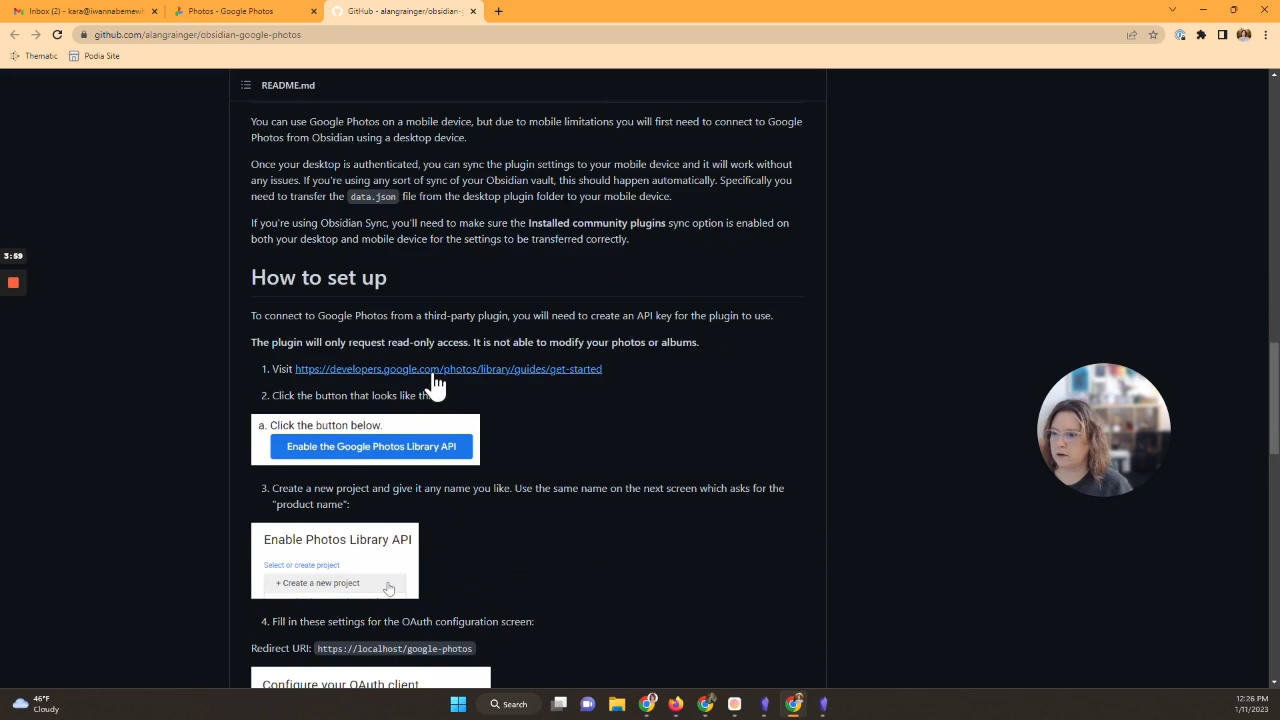 Inbox (2) - kara@iwannabemewh
Photos - Google Photos
GitHub - alangrainger/obsidian-g
github.com/alangrainger/obsidian-google-photos
Thematic
Podia Site
README.md
You can use Google Photos on a mobile device, but due to mobile limitations you will first need to connect to Google
Photos from Obsidian using a desktop device.
Once your desktop is authenticated, you can sync the plugin settings to your mobile device and it will work without
any issues. If you're using any sort of sync of your Obsidian vault, this should happen automatically. Specifically you
need to transfer the data.json file from the desktop plugin folder to your mobile device.
If you're using Obsidian Sync, you'll need to make sure the Installed community plugins sync option is enabled on
both your desktop and mobile device for the settings to be transferred correctly.
3:59
How to set up
To connect to Google Photos from a third-party plugin, you will need to create an API key for the plugin to use.
The plugin will only request read-only access. It is not able to modify your photos or albums.
1. Visit https://developers.google.com/photos/library/guides/get-started
2. Click the button that looks like th
a. Click the button below.
Enable the Google Photos Library API
3. Create a new project and give it any name you like. Use the same name on the next screen which asks for the
"product name":
Enable Photos Library API
Select or create project
+ Create a new project
4. Fill in these settings for the OAuth configuration screen:
Redirect URI: https://localhost/google-photos
Configure your OAuth client
46°F
Cloudy
Search
12:26 PM
1/11/2023